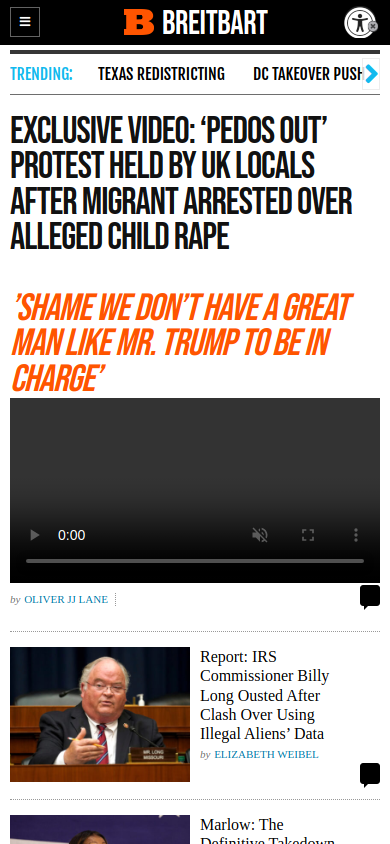 BREITBART
TRENDING:
TEXAS REDISTRICTING
DC TAKEOVER PUSH
EXCLUSIVE VIDEO: ‘PEDOS OUT’
PROTEST HELD BY UK LOCALS
AFTER MIGRANT ARRESTED OVER
ALLEGED CHILD RAPE
’SHAME WE DON’T HAVE A GREAT
MAN LIKE MR. TRUMP TO BE IN
CHARGE’
0:00
by OLIVER JJ LANE
Report: IRS
Commissioner Billy
Long Ousted After
Clash Over Using
Illegal Aliens’ Data
by ELIZABETH WEIBEL
MR. LONG
MISSOURI
Marlow: The
Definitive Takedown